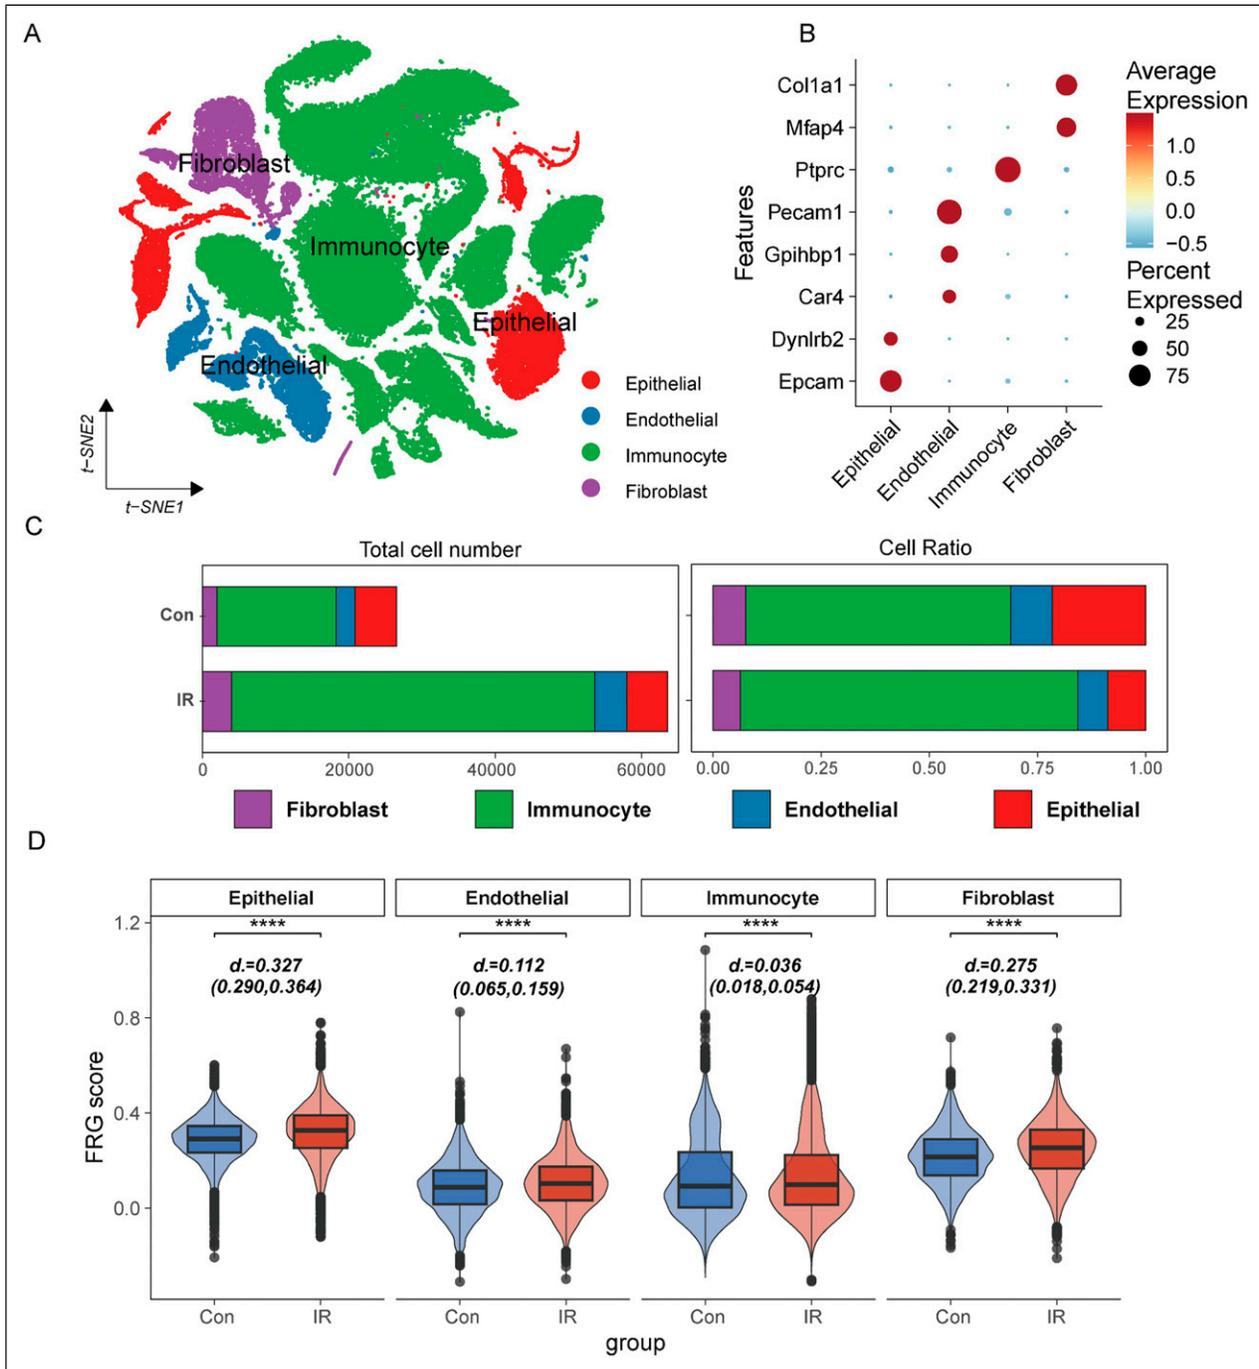 A
Fibroblast
Immunocyte
Epithelial
Endothelial
Epithelial
Endothelial
Immunocyte
Fibroblast
t−SNE2
t−SNE1
B
Features
Col1a1
Mfap4
Ptprc
Pecam1
Gpihbp1
Car4
Dynlrb2
Epcam
Epithelial
Endothelial
Immunocyte
Fibroblast
Average
Expression
1.0
0.5
0.0
−0.5
Percent
Expressed
25
50
75
C
Total cell number
Cell Ratio
Con
IR
0 20000 40000 60000
0.00 0.25 0.50 0.75 1.00
Fibroblast Immunocyte Endothelial Epithelial
D
Epithelial Endothelial Immunocyte Fibroblast
**** **** **** ****
d.=0.327 d.=0.112 d.=0.036 d.=0.275
(0.290,0.364) (0.065,0.159) (0.018,0.054) (0.219,0.331)
FRG score
1.2
0.8
0.4
0.0
Con IR Con IR Con IR Con IR
group